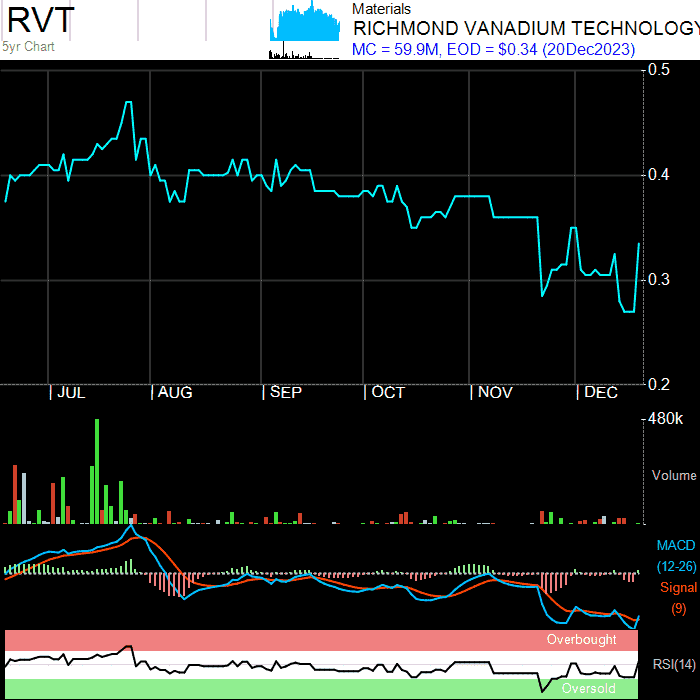 RVT
5yr Chart
Materials
RICHMOND VANADIUM TECHNOLOGY
MC = 59.9M, EOD = $0.34 (20Dec2023)
0.5
0.4
0.3
0.2
JUL AUG SEP OCT NOV DEC
480k
Volume
MACD
(12-26)
Signal
(9)
Overbought
RSI(14)
Oversold